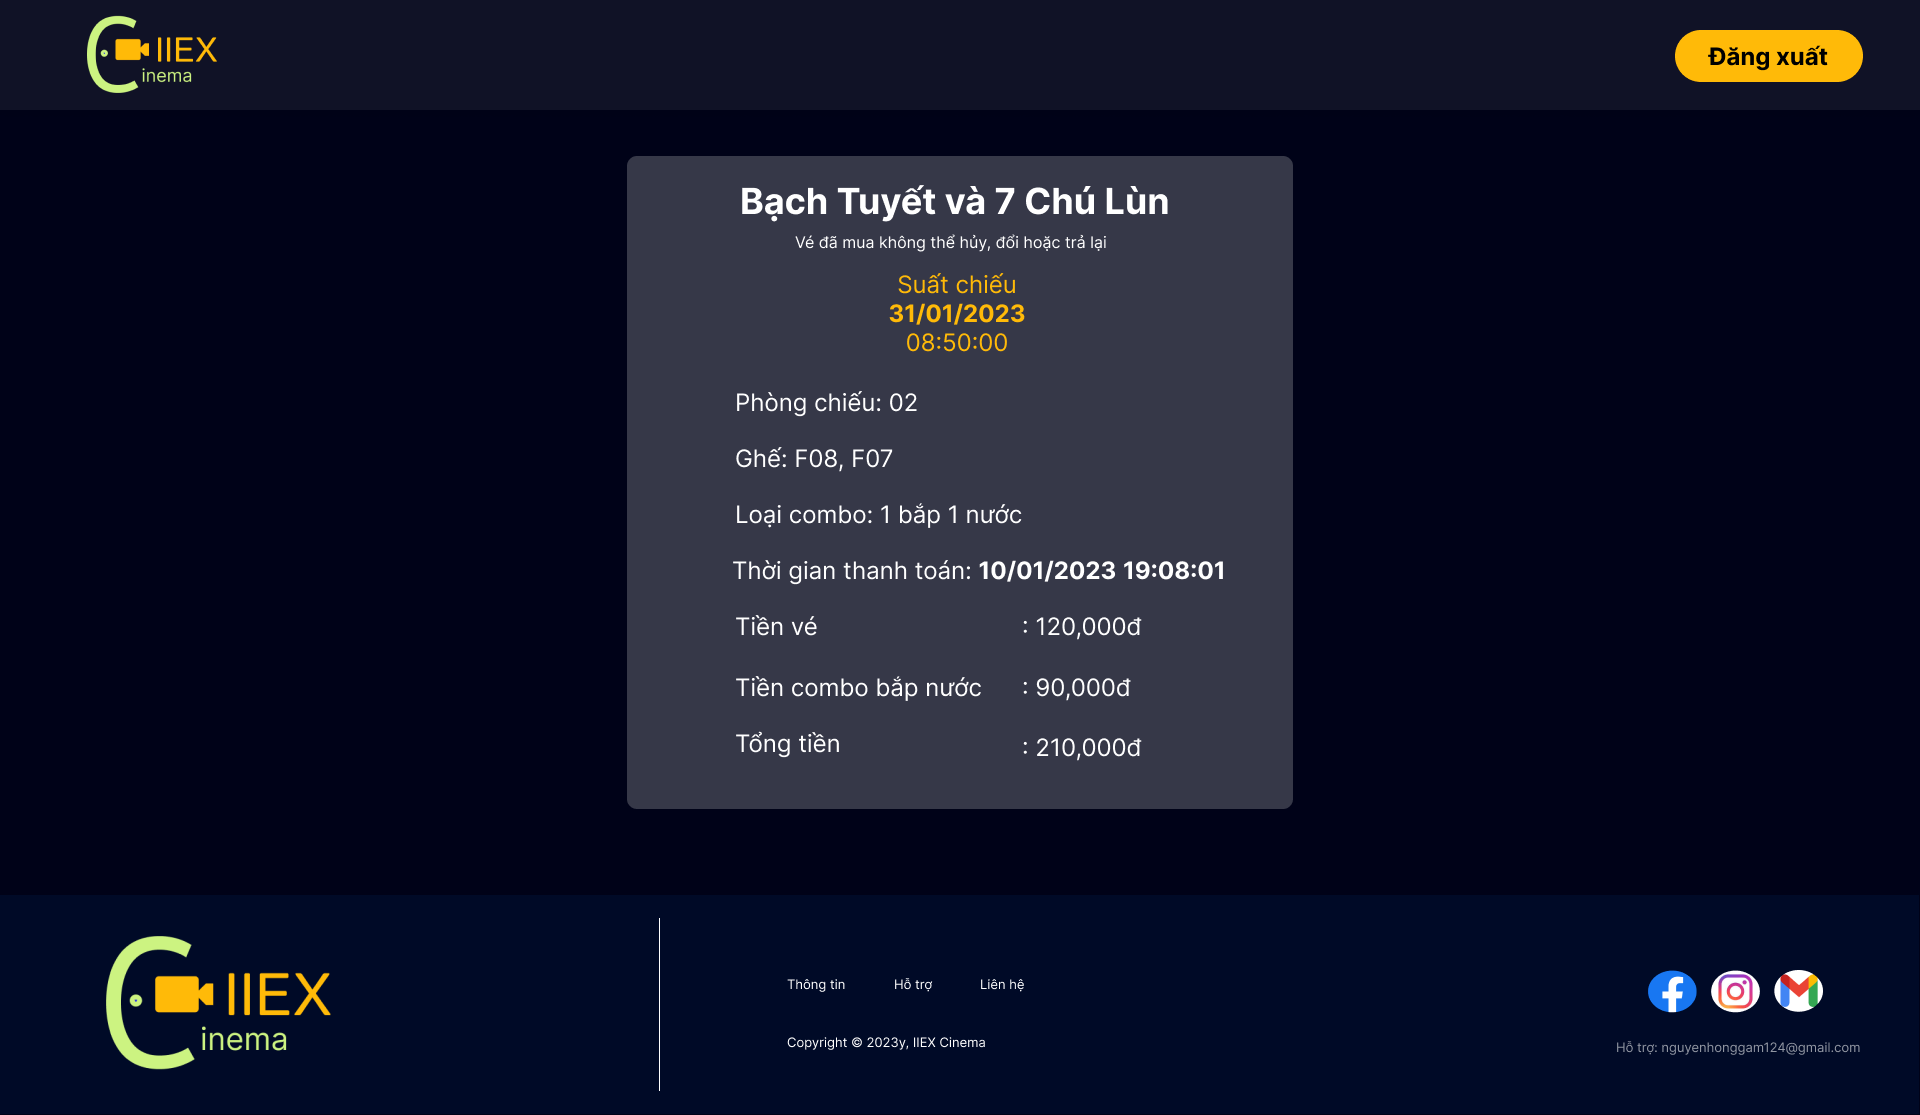 IIEX
inema
Đăng xuất
Bạch Tuyết và 7 Chú Lùn
Vé đã mua không thể hủy, đổi hoặc trả lại
Suất chiếu
31/01/2023
08:50:00
Phòng chiếu: 02
Ghế: F08, F07
Loại combo: 1 bắp 1 nước
Thời gian thanh toán: 10/01/2023 19:08:01
Tiền vé : 120,000đ
Tiền combo bắp nước : 90,000đ
Tổng tiền : 210,000đ
IIEX
inema
Thông tin Hỗ trợ Liên hệ
Copyright © 2023y, IIEX Cinema
Hỗ trợ: nguyenhonggam124@gmail.com